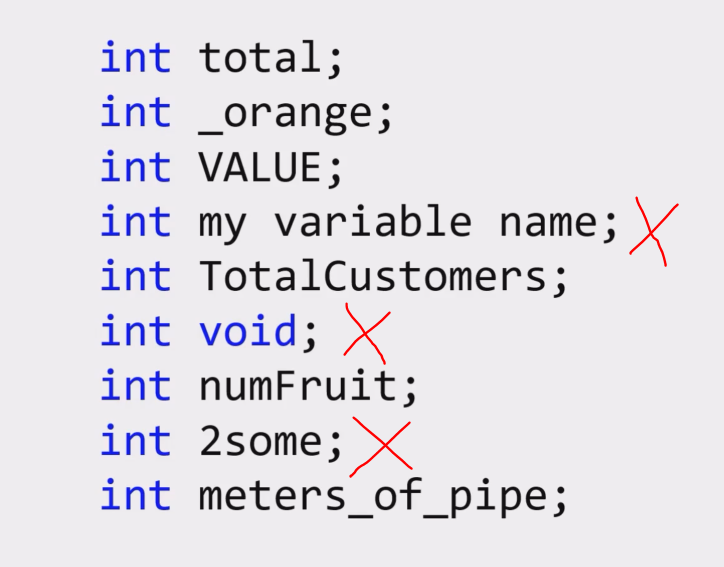 int total;
int _orange;
int VALUE;
int my variable name;
int TotalCustomers;
int void;
int numFruit;
int 2some;
int meters_of_pipe;